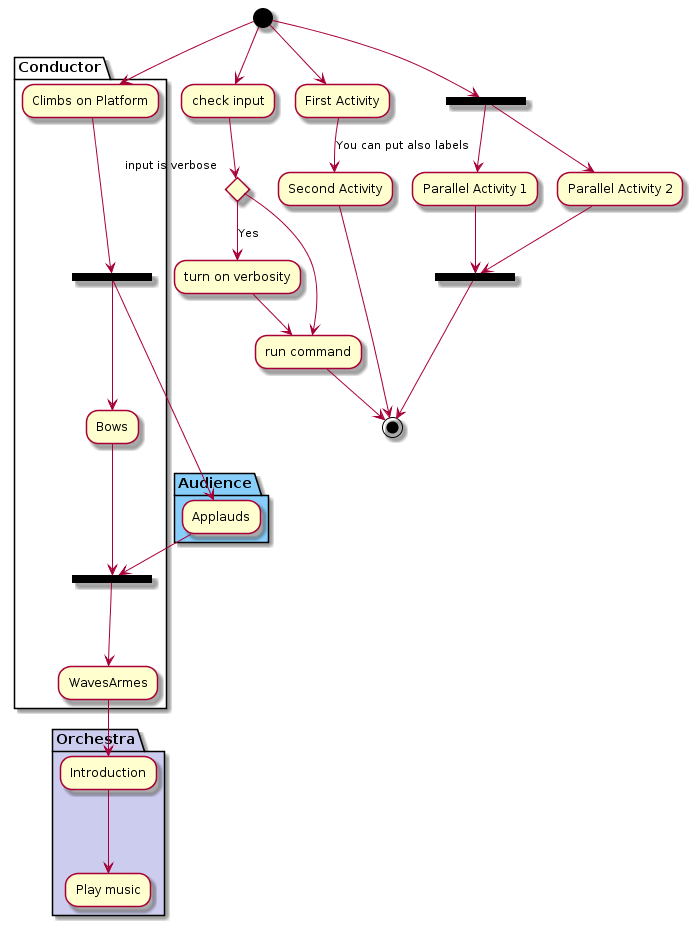 Conductor
Climbs on Platform
check input
First Activity
You can put also labels
input is verbose
Second Activity
Parallel Activity 1
Parallel Activity 2
Yes
turn on verbosity
run command
Bows
Audience
Applauds
WavesArmes
Orchestra
Introduction
Play music